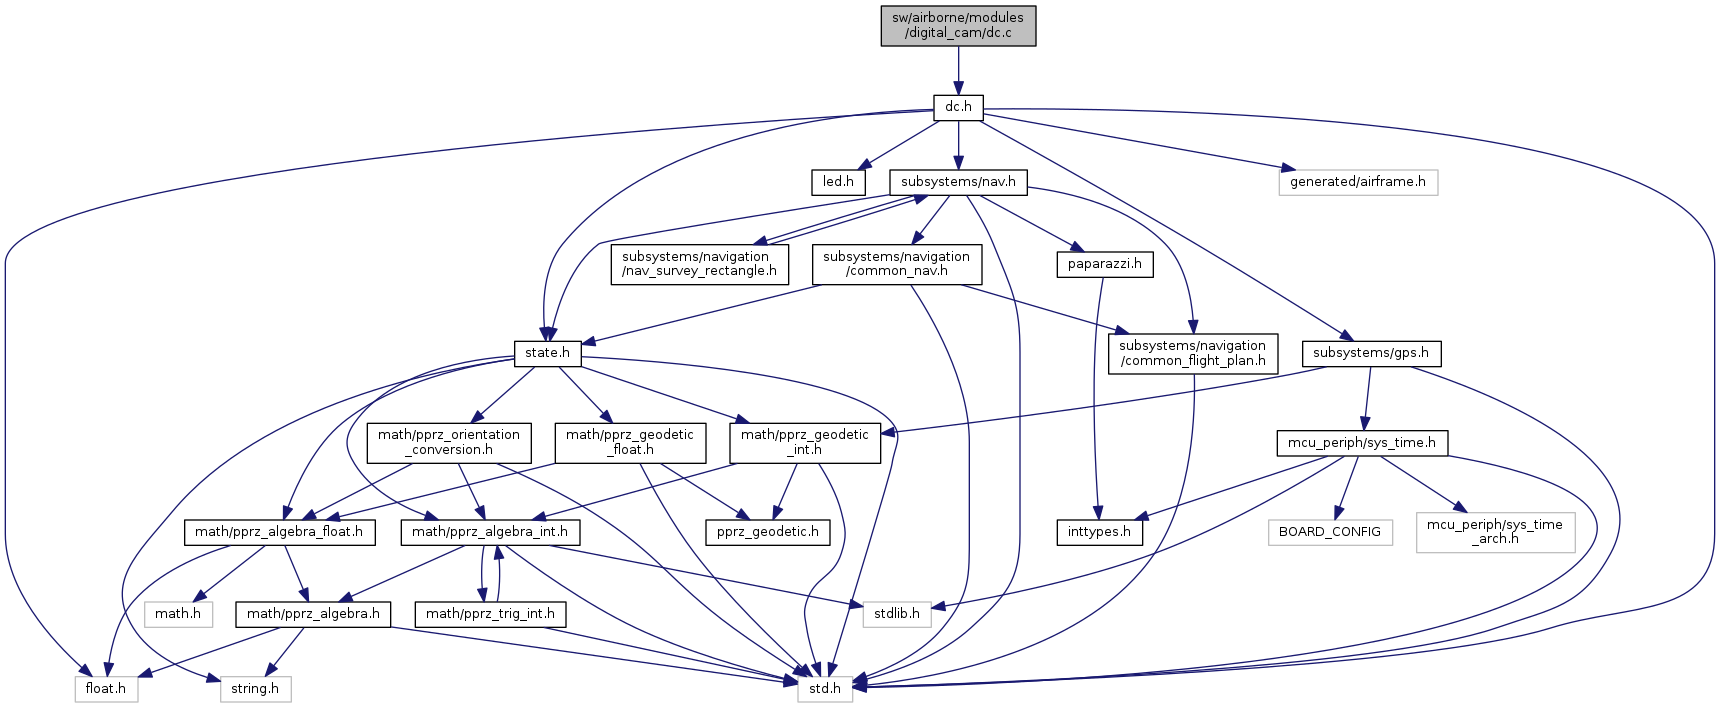 sw/airborne/modules
/digital_cam/dc.c
dc.h
led.h
subsystems/nav.h
generated/airframe.h
subsystems/navigation
/nav_survey_rectangle.h
subsystems/navigation
/common_nav.h
paparazzi.h
state.h
subsystems/navigation
/common_flight_plan.h
subsystems/gps.h
math/pprz_orientation
_conversion.h
math/pprz_geodetic
_float.h
math/pprz_geodetic
_int.h
mcu_periph/sys_time.h
math/pprz_algebra_float.h
math/pprz_algebra_int.h
pprz_geodetic.h
inttypes.h
BOARD_CONFIG
mcu_periph/sys_time
_arch.h
math.h
math/pprz_algebra.h
math/pprz_trig_int.h
stdlib.h
float.h
string.h
std.h